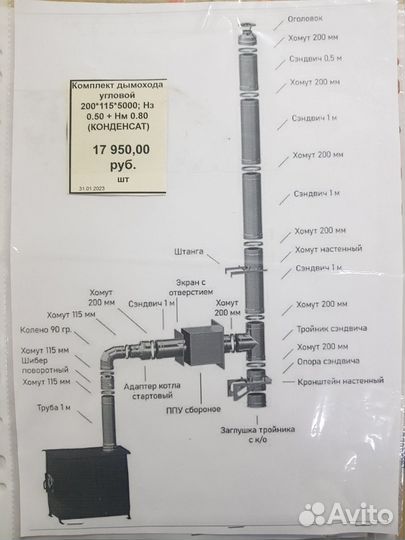 Комплект дымохода
угловой
200*115*5000; Нз
0.50 + Нм 0.80
(КОНДЕНСАТ)
17 950,00
руб.
шт
31.01.2023
Оголовок
Хомут 200 мм
Сэндвич 0,5 м
Хомут 200 мм
Сэндвич 1 м
Хомут 200 мм
Сэндвич 1 м
Хомут 200 мм
Хомут настенный
Штанга
Сэндвич 1 м
Хомут 200 мм
Тройник сэндвича
Хомут 200 мм
Опора сэндвича
Кронштейн настенный
Заглушка тройника
с к/о
Хомут
200 мм
Экран с
отверстием
Сэндвич 1 м
Хомут
200 мм
Хомут 115 мм
Колено 90 гр.
Хомут 115 мм
Шибер
поворотный
Хомут 115 мм
Труба 1 м
Адаптер котла
стартовый
ППУ сбороное
Avito